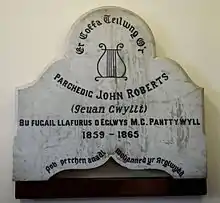 Er Coffa Teilwng O'r
PARCHEDIG JOHN ROBERTS
(Ieuan Gwyllt)
BU FUGAIL LLAFURUS O EGLWYS M.C. PANTTYWYLL
1859 - 1865
Pob perchen anadl molianned yr Arglwydd